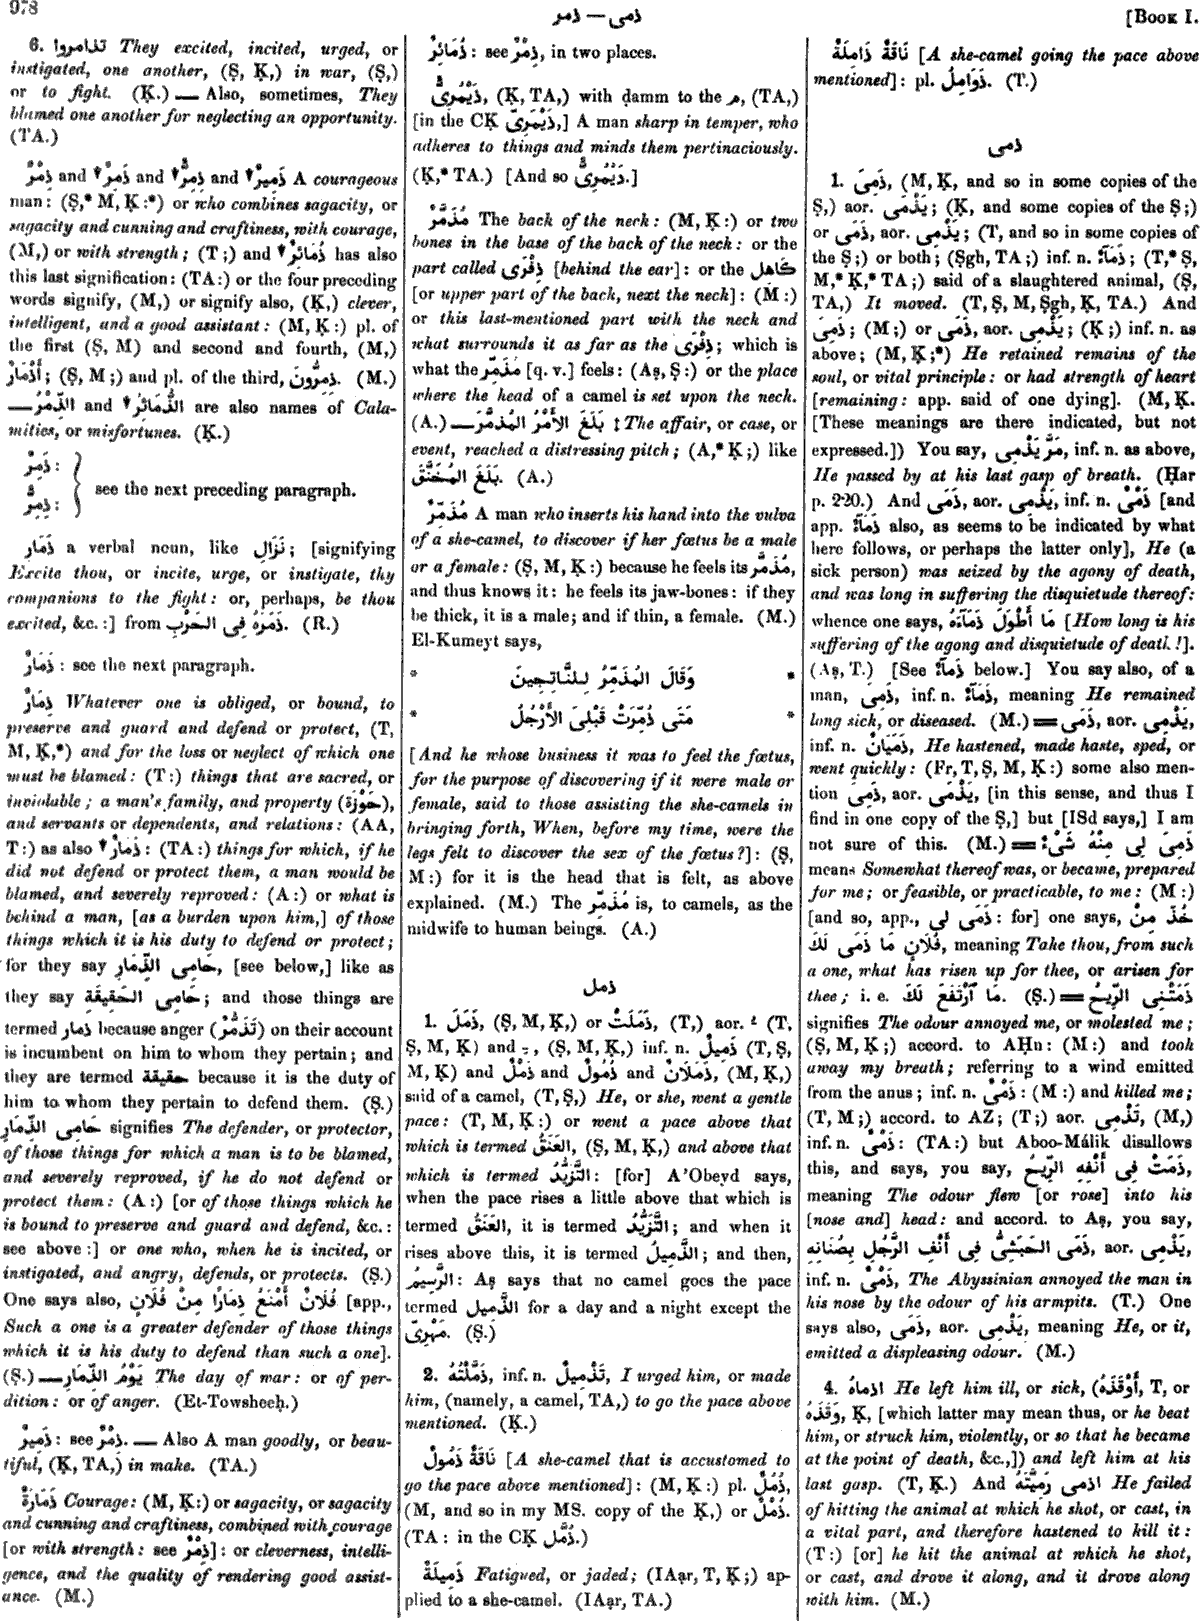 978
ذمر — ذمى
[BOOK I.
6. تذامروا They excited, incited, urged, or
instigated, one another, (Ṣ, Ḳ,) in war, (Ṣ,)
or to fight. (Ḳ.) — Also, sometimes, They
blamed one another for neglecting an opportunity.
(TA.)
ذِمْرٌ and ذَمِرٌ and ذِمِرٌّ and ذَمِيرٌ A courageous
man: (Ṣ,* M, Ḳ:*) or who combines sagacity, or
sagacity and cunning and craftiness, with courage,
(M,) or with strength; (T;) and ذُمَائِرٌ has also
this last signification: (TA:) or the four preceding
words signify, (M,) or signify also, (Ḳ,) clever,
intelligent, and a good assistant: (M, Ḳ:) pl. of
the first (Ṣ, M) and second and fourth, (M,)
أَذْمَارٌ; (Ṣ, M;) and pl. of the third, ذِمِرُّونَ. (M.)
— الذِّمْرُ and الذُّمَائِرُ are also names of Cala-
mities, or misfortunes. (Ḳ.)
ذَمِرٌ:
ذِمِرٌّ:
see the next preceding paragraph.
ذَمَارِ a verbal noun, like نَزَالِ; [signifying
Excite thou, or incite, urge, or instigate, thy
companions to the fight: or, perhaps, be thou
excited, &c.:] from ذَمَرَهُ فِى الحَرْبِ. (R.)
ذَمَارٌ: see the next paragraph.
ذِمَارٌ Whatever one is obliged, or bound, to
preserve and guard and defend or protect, (T,
M, Ḳ,*) and for the loss or neglect of which one
must be blamed: (T:) things that are sacred, or
inviolable; a man's family, and property (حَوْزَة),
and servants or dependents, and relations: (AA,
T:) as also ذَمَارٌ: (TA:) things for which, if he
did not defend or protect them, a man would be
blamed, and severely reproved: (A:) or what is
behind a man, [as a burden upon him,] of those
things which it is his duty to defend or protect;
for they say حَامِى الذِّمَارِ, [see below,] like as
they say حَامِى الحَقِيقَةِ; and those things are
termed ذمار because anger (تَذَمُّر) on their account
is incumbent on him to whom they pertain; and
they are termed حقيقة because it is the duty of
him to whom they pertain to defend them. (Ṣ.)
حَامِى الذِّمَارِ signifies The defender, or protector,
of those things for which a man is to be blamed,
and severely reproved, if he do not defend or
protect them: (A:) [or of those things which he
is bound to preserve and guard and defend, &c.:
see above:] or one who, when he is incited, or
instigated, and angry, defends, or protects. (Ṣ.)
One says also, فُلَانٌ أَمْنَعُ ذِمَارًا مِنْ فُلَانٍ [app.,
Such a one is a greater defender of those things
which it is his duty to defend than such a one].
(Ṣ.) — يَوْمُ الذِّمَارِ The day of war: or of per-
dition: or of anger. (Et-Towsheeḥ.)
ذَمِيرٌ: see ذِمْرٌ. — Also A man goodly, or beau-
tiful, (Ḳ, TA,) in make. (TA.)
ذَمَارَةٌ Courage: (M, Ḳ:) or sagacity, or sagacity
and cunning and craftiness, combined with courage
[or with strength: see ذِمْرٌ]: or cleverness, intelli-
gence, and the quality of rendering good assist-
ance. (M.)
ذُمَائِرٌ: see ذِمْرٌ, in two places.
ذَيْمُرِىٌّ, (Ḳ, TA,) with ḍamm to the م, (TA,)
[in the CḲ ذَيْمَرِىّ,] A man sharp in temper, who
adheres to things and minds them pertinaciously.
(Ḳ,* TA.) [And so دَيْمُرِىٌّ.]
مُذَمَّرٌ The back of the neck: (M, Ḳ:) or two
bones in the base of the back of the neck: or the
part called ذِفْرَى [behind the ear]: or the كَاهِل
[or upper part of the back, next the neck]: (M:)
or this last-mentioned part with the neck and
what surrounds it as far as the ذِفْرَى; which is
what the مُذَمِّر [q. v.] feels: (Aṣ, Ṣ:) or the place
where the head of a camel is set upon the neck.
(A.) — بَلَغَ الأَمْرُ المُذَمَّرَ ‡ The affair, or case, or
event, reached a distressing pitch; (A,* Ḳ;) like
بَلَغَ المُخَنَّقَ. (A.)
مُذَمِّرٌ A man who inserts his hand into the vulva
of a she-camel, to discover if her fœtus be a male
or a female: (Ṣ, M, Ḳ:) because he feels its مُذَمَّر,
and thus knows it: he feels its jaw-bones: if they
be thick, it is a male; and if thin, a female. (M.)
El-Kumeyt says,
* وَقَالَ المُذَمِّرُ لِلنَّاتِجِينَ *
* مَتَى ذُمِّرَتْ قَبْلِىَ الأَرْجُلُ *
[And he whose business it was to feel the fœtus,
for the purpose of discovering if it were male or
female, said to those assisting the she-camels in
bringing forth, When, before my time, were the
legs felt to discover the sex of the fœtus?]: (Ṣ,
M:) for it is the head that is felt, as above
explained. (M.) The مُذَمِّر is, to camels, as the
midwife to human beings. (A.)
ذمل
1. ذَمَلَ, (Ṣ, M, Ḳ,) or ذَمَلَتْ, (T,) aor. ـُ (T,
Ṣ, M, Ḳ) and ـِ, (Ṣ, M, Ḳ,) inf. n. ذَمِيلٌ (T, Ṣ,
M, Ḳ) and ذَمْلٌ and ذُمُولٌ and ذَمَلَانٌ, (M, Ḳ,)
said of a camel, (T, Ṣ,) He, or she, went a gentle
pace: (T, M, Ḳ:) or went a pace above that
which is termed العَنَقُ, (Ṣ, M, Ḳ,) and above that
which is termed التَّزَيُّدُ: [for] A'Obeyd says,
when the pace rises a little above that which is
termed العَنَقُ, it is termed التَّزَيُّدُ; and when it
rises above this, it is termed الذَّمِيلُ; and then,
الرَّسِيمُ: Aṣ says that no camel goes the pace
termed الذَّمِيل for a day and a night except the
مَهْرِىّ. (Ṣ.)
2. ذَمَّلْتُهُ, inf. n. تَذْمِيلٌ, I urged him, or made
him, (namely, a camel, TA,) to go the pace above
mentioned. (Ḳ.)
نَاقَةٌ ذَمُولٌ [A she-camel that is accustomed to
go the pace above mentioned]: (M, Ḳ:) pl. ذُمُلٌ,
(M, and so in my MS. copy of the Ḳ,) or ذُمْلٌ.
(TA: in the CḲ ذُمَّل.)
ذَمِيلَةٌ Fatigued, or jaded; (IAạr, T, Ḳ;) ap-
plied to a she-camel. (IAạr, TA.)
نَاقَةٌ ذَامِلَةٌ [A she-camel going the pace above
mentioned]: pl. ذَوَامِلُ. (T.)
ذمى
1. ذَمِىَ, (M, Ḳ, and so in some copies of the
Ṣ,) aor. يَذْمَى; (Ḳ, and some copies of the Ṣ;)
or ذَمَى, aor. يَذْمِى; (T, and so in some copies of
the Ṣ;) or both; (Ṣgh, TA;) inf. n. ذَمَآءٌ; (T,* Ṣ,
M,* Ḳ,* TA;) said of a slaughtered animal, (Ṣ,
TA,) It moved. (T, Ṣ, M, Ṣgh, Ḳ, TA.) And
ذَمِىَ; (M;) or ذَمَى, aor. يَذْمِى; (Ḳ;) inf. n. as
above; (M, Ḳ;*) He retained remains of the
soul, or vital principle: or had strength of heart
[remaining: app. said of one dying]. (M, Ḳ.
[These meanings are there indicated, but not
expressed.]) You say, مَرَّ يَذْمِى, inf. n. as above,
He passed by at his last gasp of breath. (Ḥar
p. 220.) And ذَمَى, aor. يَذْمِى, inf. n. ذَمْىٌ [and
app. ذَمَآءٌ also, as seems to be indicated by what
here follows, or perhaps the latter only], He (a
sick person) was seized by the agony of death,
and was long in suffering the disquietude thereof:
whence one says, مَا أَطْوَلَ ذَمَآءَهُ [How long is his
suffering of the agong and disquietude of death!].
(Aṣ, T.) [See ذَمَآءٌ below.] You say also, of a
man, ذَمِىَ, inf. n. ذَمَآءٌ, meaning He remained
long sick, or diseased. (M.) = ذَمَى, aor. يَذْمِى,
inf. n. ذَمَيَانٌ, He hastened, made haste, sped, or
went quickly: (Fr, T, Ṣ, M, Ḳ:) some also men-
tion ذَمِىَ, aor. يَذْمَى, [in this sense, and thus I
find in one copy of the Ṣ,] but [ISd says,] I am
not sure of this. (M.) = ذَمِىَ لِى مِنْهُ شَىْءٌ
means Somewhat thereof was, or became, prepared
for me; or feasible, or practicable, to me: (M:)
[and so, app., ذَمَى لِى: for] one says, خُذْ مِنْ
فُلَانٍ مَا ذَمَى لَكَ, meaning Take thou, from such
a one, what has risen up for thee, or arisen for
thee; i. e. مَا ٱرْتَفَعَ لَكَ. (Ṣ.) = ذَمَتْنِى الرِّيحُ
signifies The odour annoyed me, or molested me;
(Ṣ, M, Ḳ;) accord. to AḤn: (M:) and took
away my breath; referring to a wind emitted
from the anus; inf. n. ذَمْىٌ: (M:) and killed me;
(T, M;) accord. to AZ; (T;) aor. تَذْمِى, (M,)
inf. n. ذَمْىٌ: (TA:) but Aboo-Málik disallows
this, and says, you say, ذَمَتْ فِى أَنْفِهِ الرِّيحُ,
meaning The odour flew [or rose] into his
[nose and] head: and accord. to Aṣ, you say,
ذَمَى الحَبَشِىُّ فِى أَنْفِ الرَّجُلِ بِصُنَانِهِ, aor. يَذْمِى,
inf. n. ذَمْىٌ, The Abyssinian annoyed the man in
his nose by the odour of his armpits. (T.) One
says also, ذَمَى, aor. يَذْمِى, meaning He, or it,
emitted a displeasing odour. (M.)
4. اذماهُ He left him ill, or sick, (أَوْقَذَهُ, T, or
وَقَذَهُ, Ḳ, [which latter may mean thus, or he beat
him, or struck him, violently, or so that he became
at the point of death, &c.,]) and left him at his
last gasp. (T, Ḳ.) And اذمى رَمِيَّتَهُ He failed
of hitting the animal at which he shot, or cast, in
a vital part, and therefore hastened to kill it:
(T:) [or] he hit the animal at which he shot,
or cast, and drove it along, and it drove along
with him. (M.)